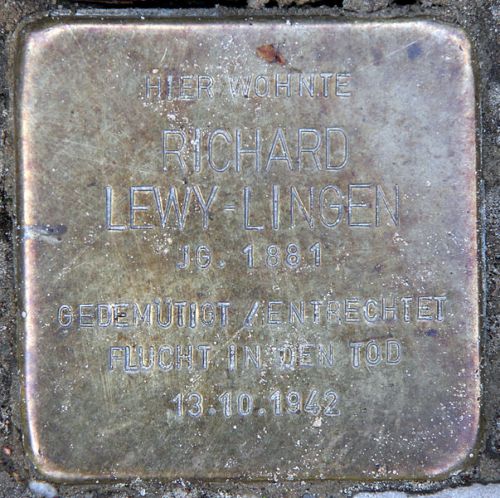 HIER WOHNTE
RICHARD
LEWY-LINGEN
JG. 1881
GEDEMÜTIGT / ENTRECHTET
FLUCHT IN DEN TOD
13.10.1942